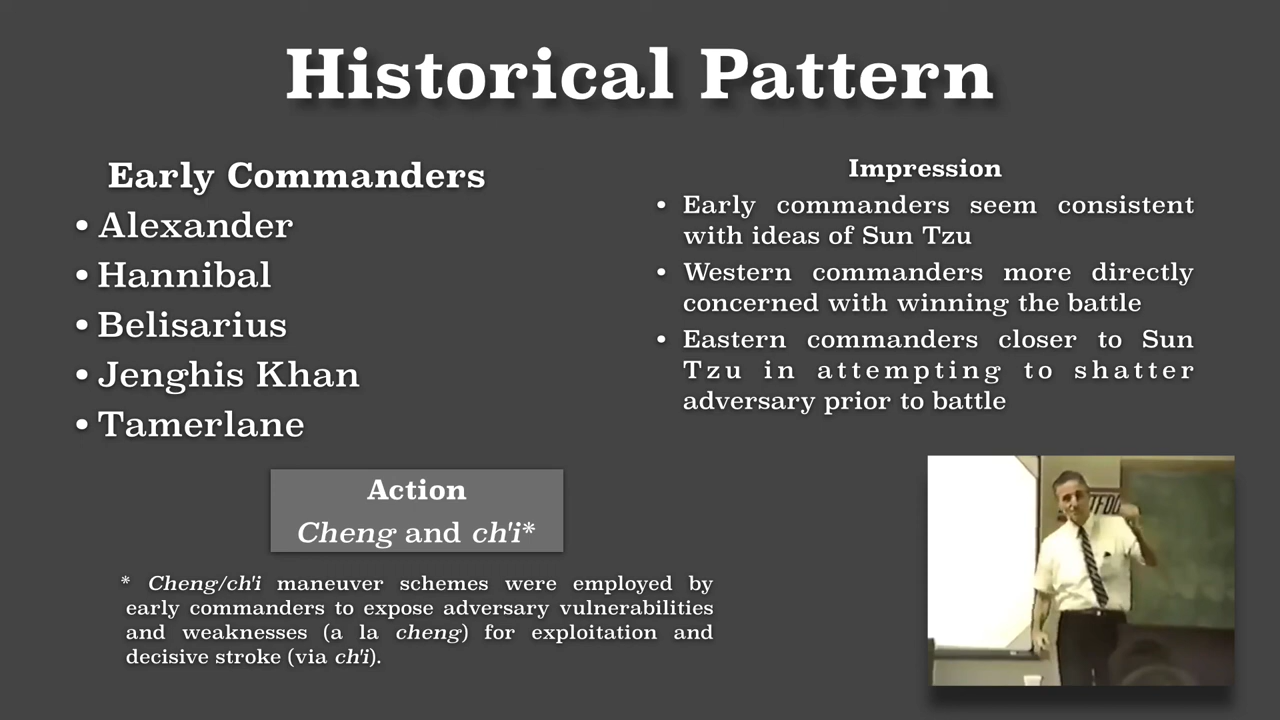 Historical Pattern
Early Commanders
• Alexander
• Hannibal
• Belisarius
• Jenghis Khan
• Tamerlane
Action
Cheng and ch'i*
* Cheng/ch'i maneuver schemes were employed by
early commanders to expose adversary vulnerabilities
and weaknesses (a la cheng) for exploitation and
decisive stroke (via ch'i).
Impression
• Early commanders seem consistent
with ideas of Sun Tzu
• Western commanders more directly
concerned with winning the battle
• Eastern commanders closer to Sun
Tzu in attempting to shatter
adversary prior to battle